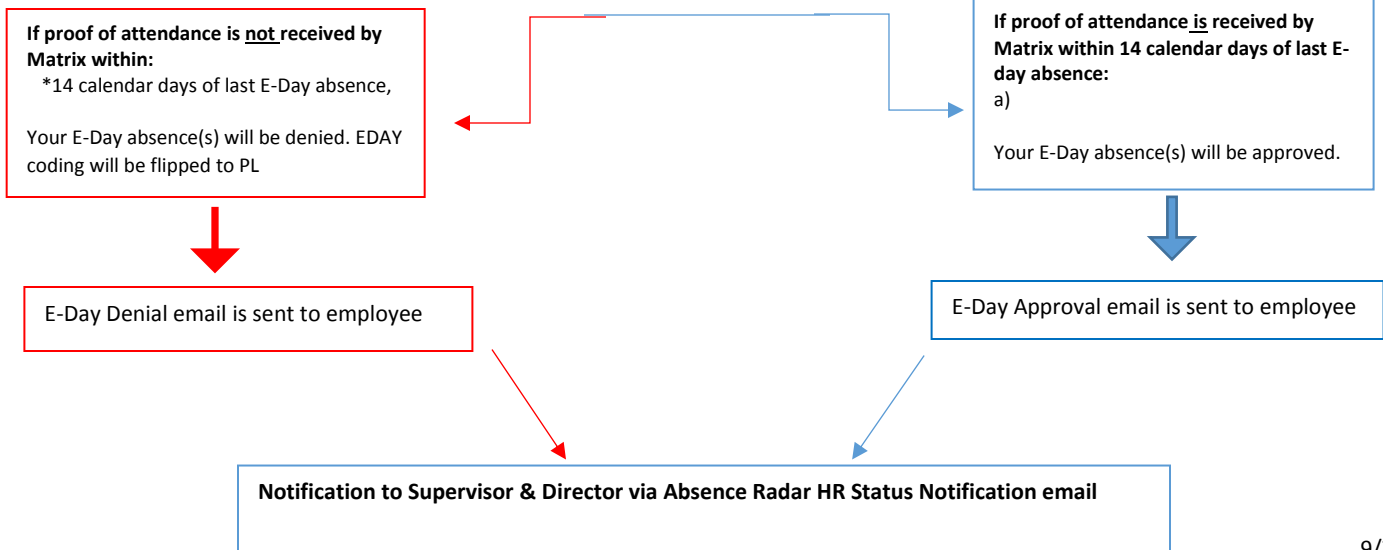 If proof of attendance is not received by
Matrix within:
*14 calendar days of last E-Day absence,
Your E-Day absence(s) will be denied. EDAY
coding will be flipped to PL
If proof of attendance is received by
Matrix within 14 calendar days of last E-
day absence:
a)
Your E-Day absence(s) will be approved.
E-Day Denial email is sent to employee
E-Day Approval email is sent to employee
Notification to Supervisor & Director via Absence Radar HR Status Notification email
9/